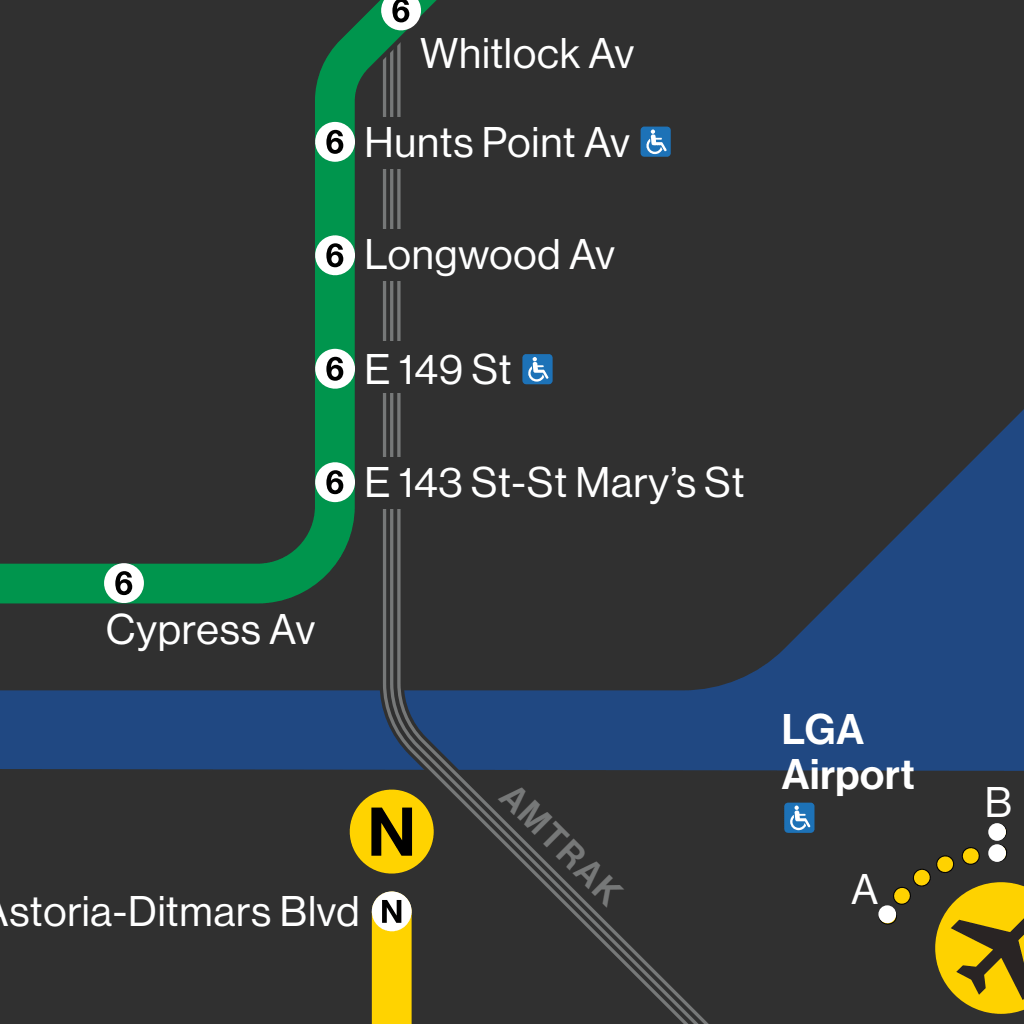 6
Whitlock Av
6 Hunts Point Av
6 Longwood Av
6 E 149 St
6 E 143 St-St Mary’s St
6
Cypress Av
LGA
Airport
B
A
N
AMTRAK
Astoria-Ditmars Blvd N